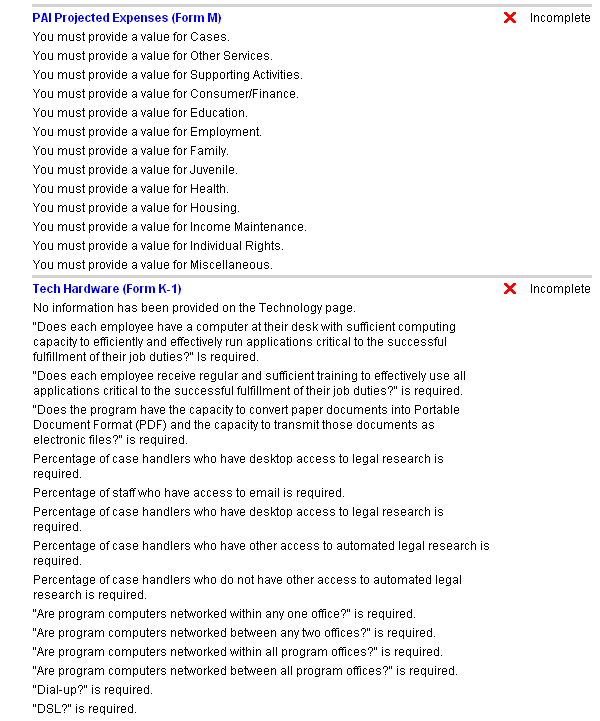 PAI Projected Expenses (Form M) Incomplete
You must provide a value for Cases.
You must provide a value for Other Services.
You must provide a value for Supporting Activities.
You must provide a value for Consumer/Finance.
You must provide a value for Education.
You must provide a value for Employment.
You must provide a value for Family.
You must provide a value for Juvenile.
You must provide a value for Health.
You must provide a value for Housing.
You must provide a value for Income Maintenance.
You must provide a value for Individual Rights.
You must provide a value for Miscellaneous.
Tech Hardware (Form K-1) Incomplete
No information has been provided on the Technology page.
"Does each employee have a computer at their desk with sufficient computing
capacity to efficiently and effectively run applications critical to the successful
fulfillment of their job duties?" Is required.
"Does each employee receive regular and sufficient training to effectively use all
applications critical to the successful fulfillment of their job duties?" is required.
"Does the program have the capacity to convert paper documents into Portable
Document Format (PDF) and the capacity to transmit those documents as
electronic files?" is required.
Percentage of case handlers who have desktop access to legal research is
required.
Percentage of staff who have access to email is required.
Percentage of case handlers who have desktop access to legal research is
required.
Percentage of case handlers who have other access to automated legal research is
required.
Percentage of case handlers who do not have other access to automated legal
research is required.
"Are program computers networked within any one office?" is required.
"Are program computers networked between any two offices?" is required.
"Are program computers networked within all program offices?" is required.
"Are program computers networked between all program offices?" is required.
"Dial-up?" is required.
"DSL?" is required.